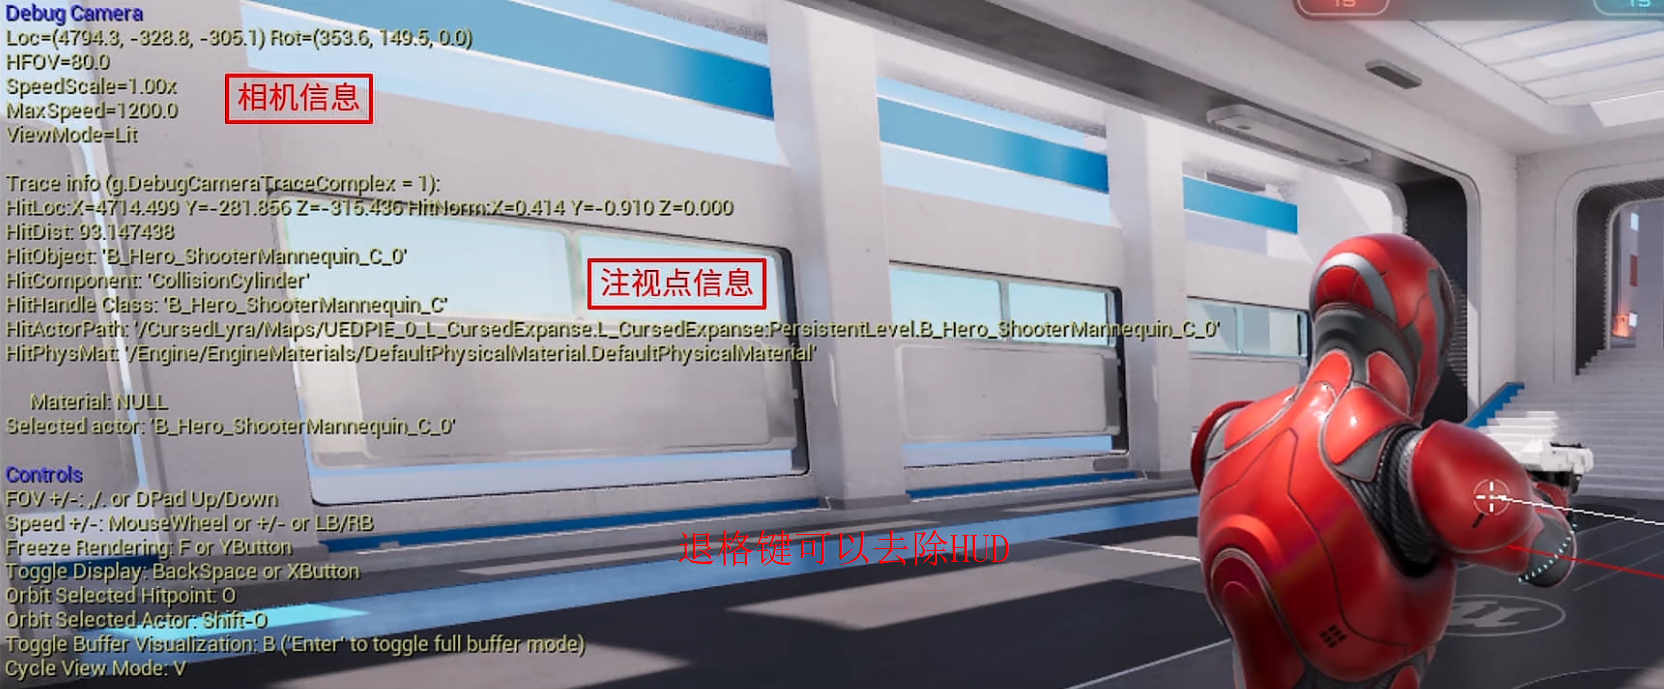 Debug Camera
Loc=(4794.3, -328.8, -305.1) Rot=(353.6, 149.5, 0.0)
HFOV=80.0
SpeedScale=1.00x
MaxSpeed=1200.0
ViewMode=Lit
相机信息
Trace info (g.DebugCameraTraceComplex = 1):
HitLoc:X=4714.499 Y=-281.856 Z=-315.436 HitNorm:X=0.414 Y=-0.910 Z=0.000
HitDist: 93.147438
HitObject: 'B_Hero_ShooterMannequin_C_0'
HitComponent: 'CollisionCylinder'
HitHandle Class: 'B_Hero_ShooterMannequin_C'
HitActorPath: '/CursedLyra/Maps/UEDPIE_0_L_CursedExpanse.L_CursedExpanse:PersistentLevel.B_Hero_ShooterMannequin_C_0'
HitPhysMat: '/Engine/EngineMaterials/DefaultPhysicalMaterial.DefaultPhysicalMaterial'
注视点信息
Material: NULL
Selected actor: 'B_Hero_ShooterMannequin_C_0'
Controls
FOV +/-: ,/. or DPad Up/Down
Speed +/-: MouseWheel or +/- or LB/RB
Freeze Rendering: F or YButton
Toggle Display: BackSpace or XButton
Orbit Selected Hitpoint: O
Orbit Selected Actor: Shift-O
Toggle Buffer Visualization: B ('Enter' to toggle full buffer mode)
Cycle View Mode: V
退格键可以去除HUD